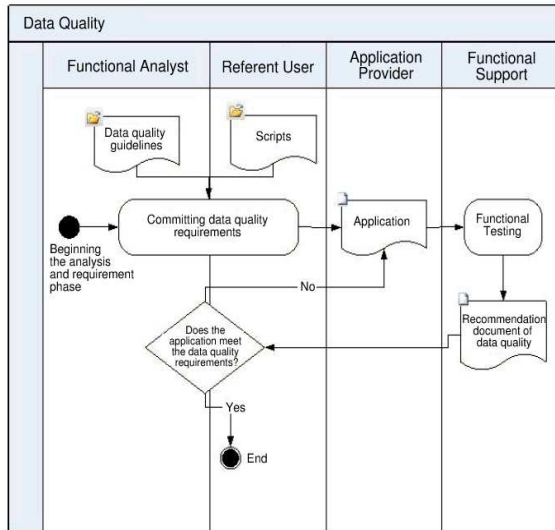 Data Quality
Functional Analyst
Referent User
Application
Provider
Functional
Support
Data quality
guidelines
Scripts
Committing data quality
requirements
Application
Functional
Testing
Beginning
the analysis
and requirement
phase
No
Recommendation
document of
data quality
Does the
application meet
the data quality
requirements?
Yes
End